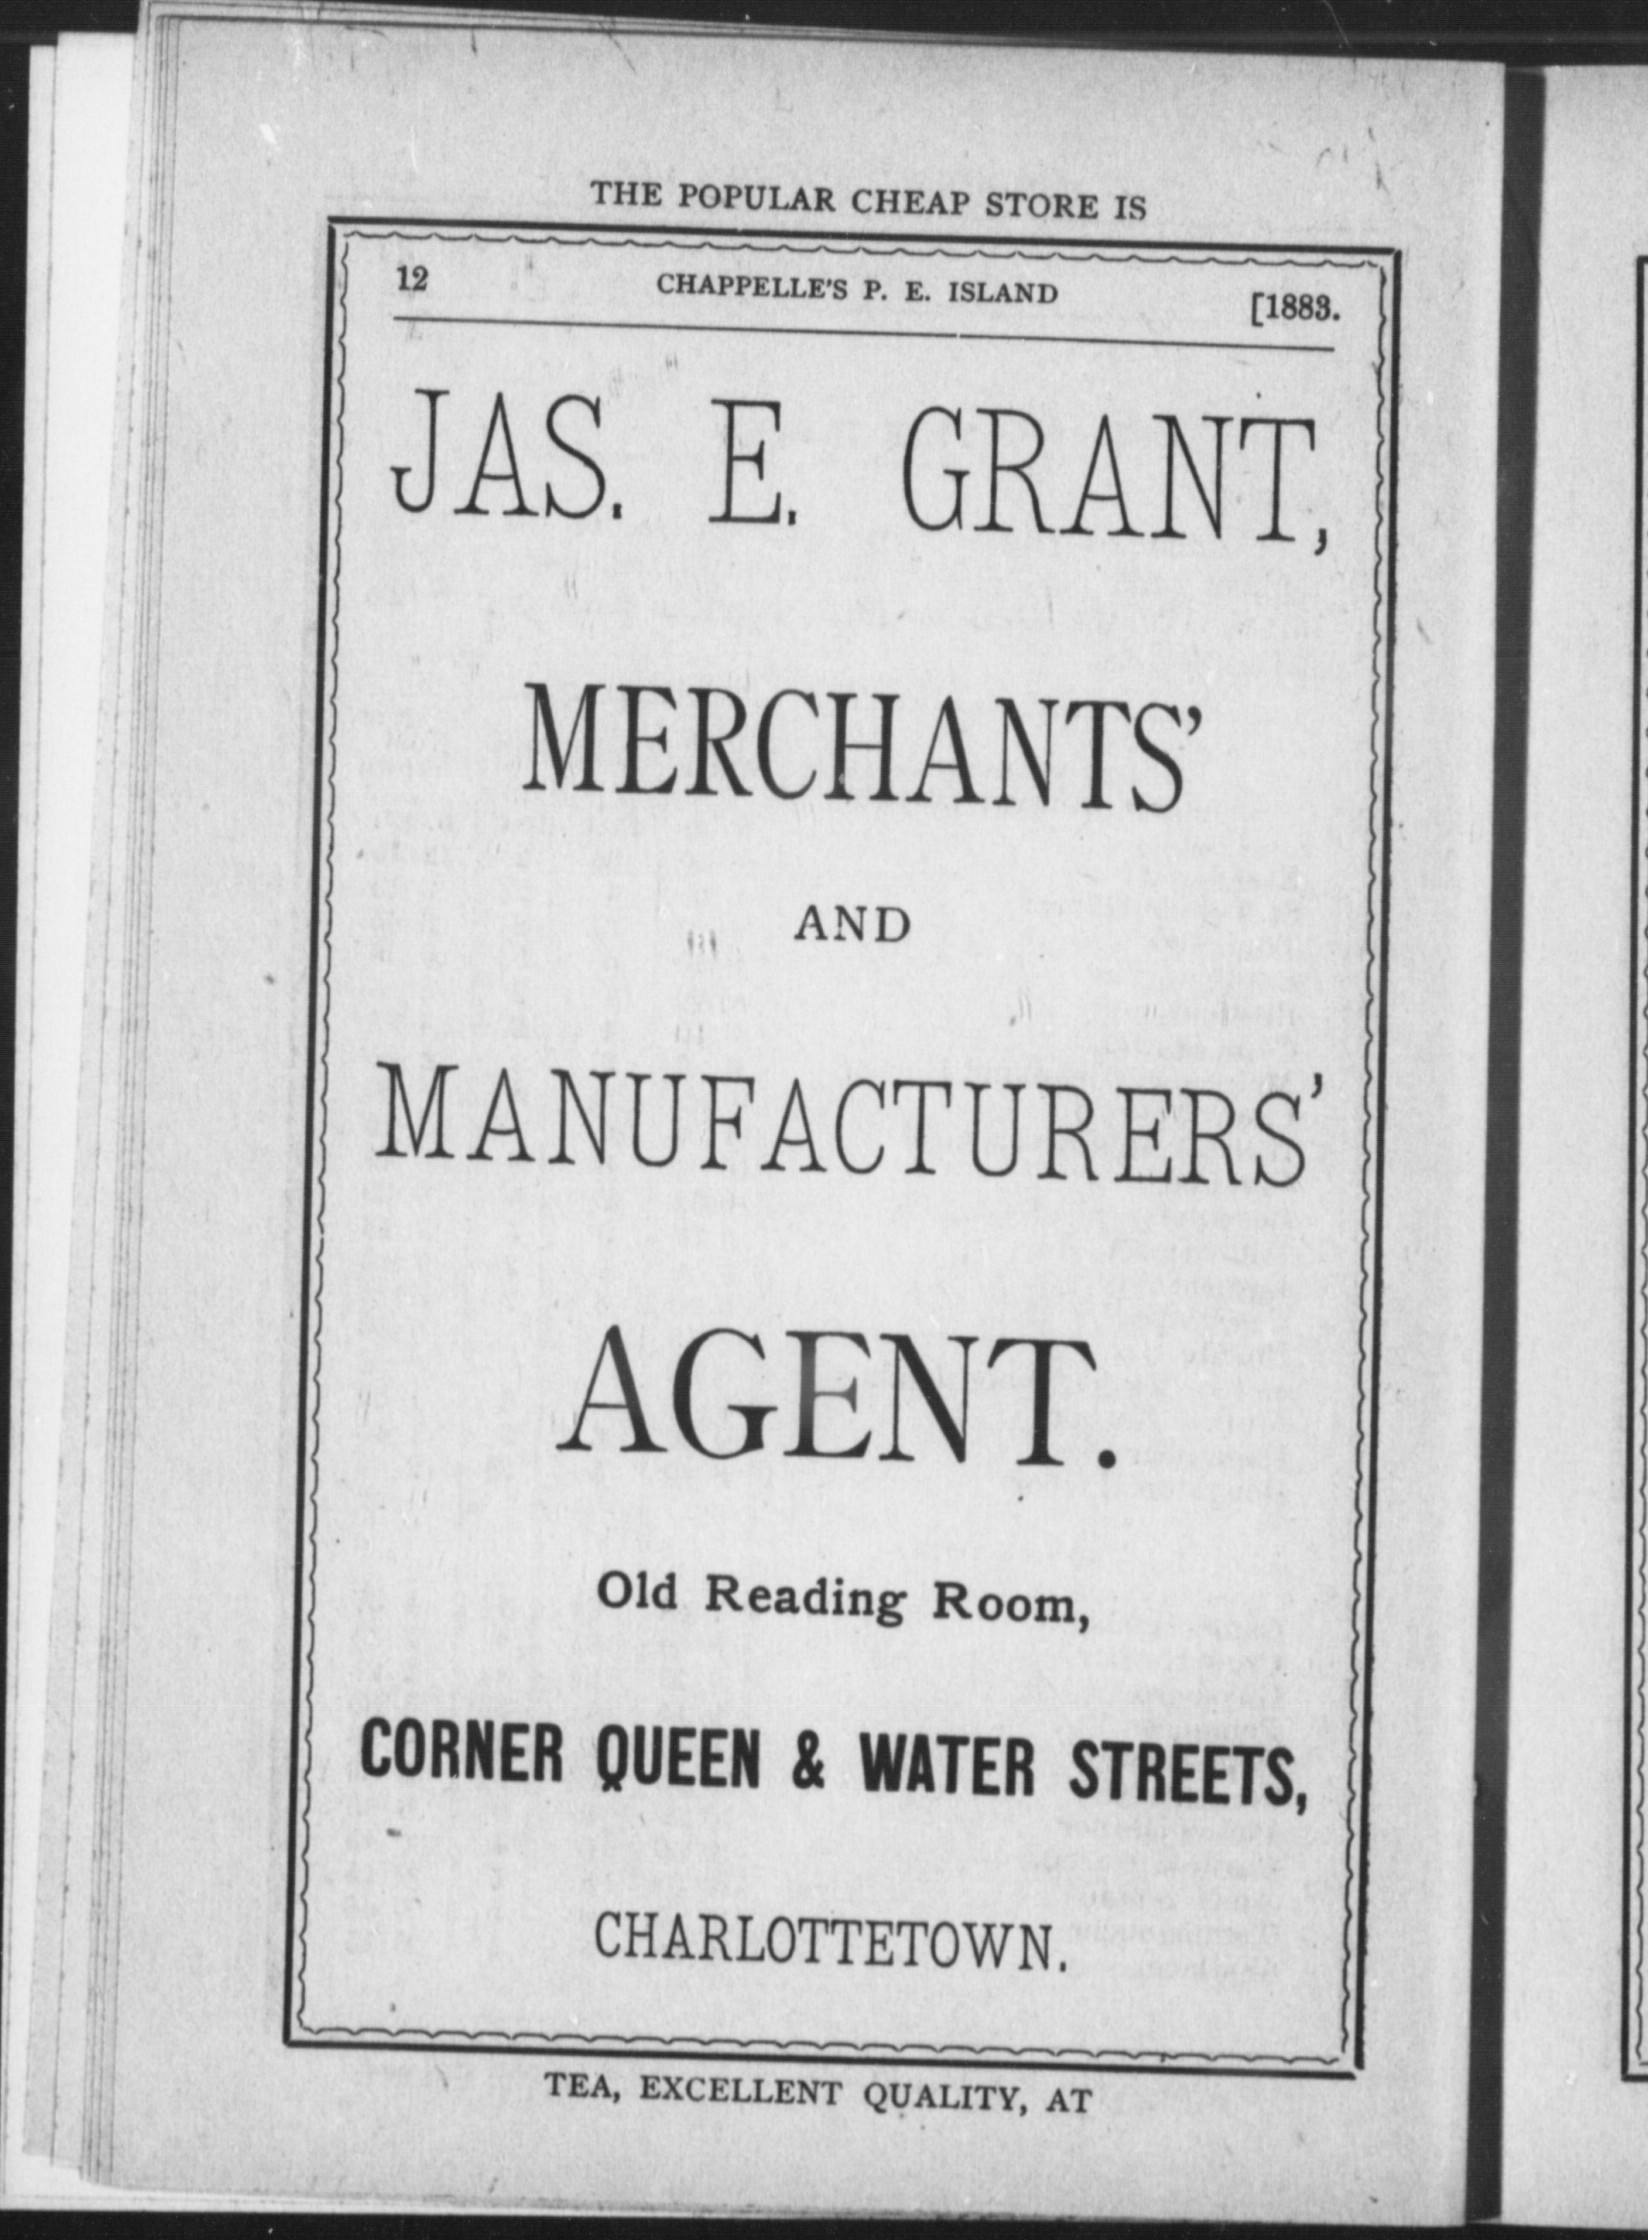 THE POPULAR CHEAP STORE IS
12 CHAPPELLE'S P. E. ISLAND [1883.
JAS. E. GRANT,
MERCHANTS'
AND
MANUFACTURERS'
AGENT.
Old Reading Room,
CORNER QUEEN & WATER STREETS,
CHARLOTTETOWN.
TEA, EXCELLENT QUALITY, AT